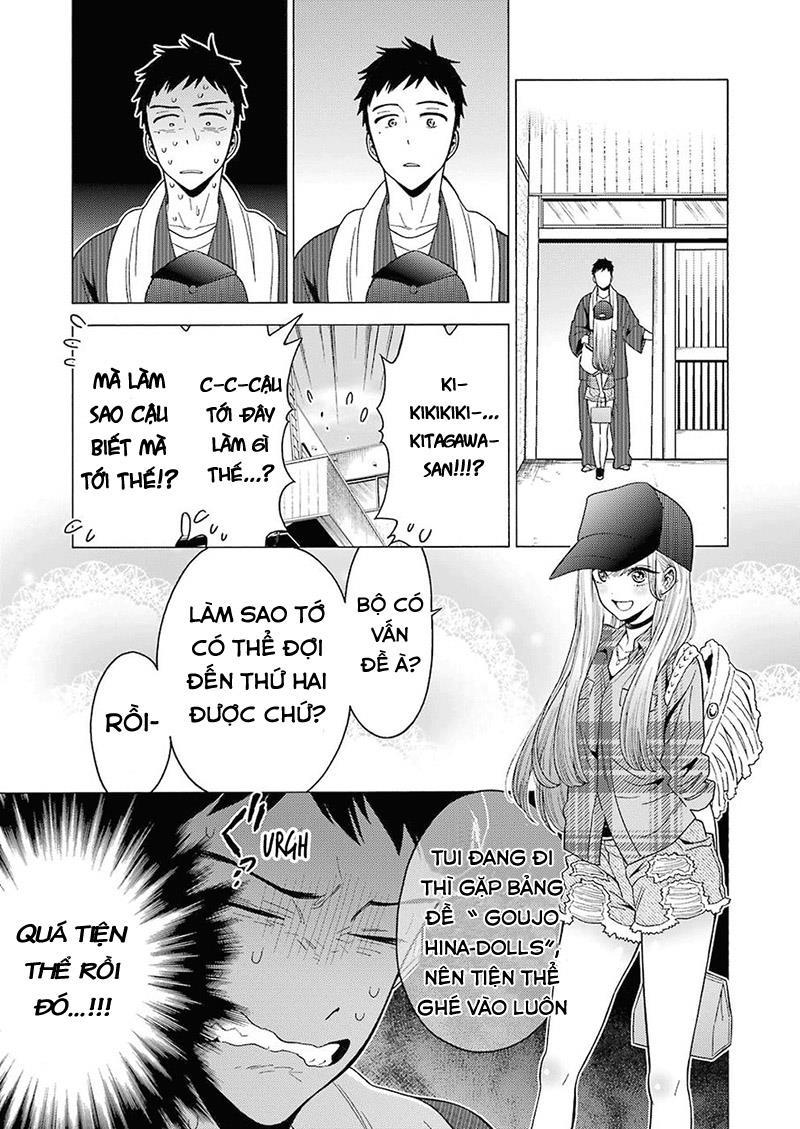 KI-
KIKIKIKI-...
KITAGAWA-
SAN!!!?
C-C-CẬU
TỚI ĐÂY
LÀM GÌ
THẾ...?
MÀ LÀM
SAO CẬU
BIẾT MÀ
TỚI THẾ!?
BỘ CÓ
VẤN
ĐỀ À?
LÀM SAO TỚ
CÓ THỂ ĐỢI
ĐẾN THỨ HAI
ĐƯỢC CHỨ?
RỒI-
TUI ĐANG ĐI
THÌ GẶP BẢNG
ĐỀ “ GOUJO
HINA-DOLLS”,
NÊN TIỆN THỂ
GHÉ VÀO LUÔN
URGH
QUÁ TIỆN
THỂ RỒI
ĐÓ...!!!